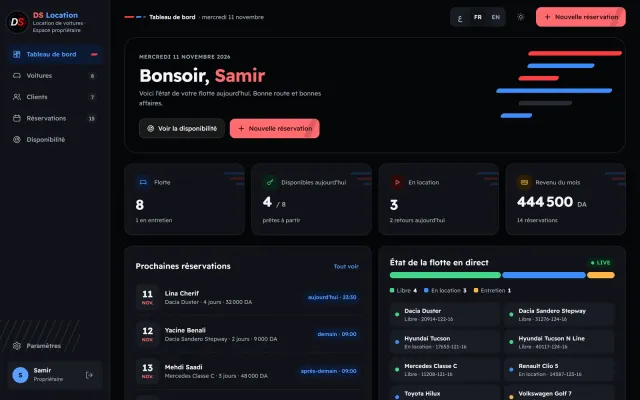 DS
DS Location
Location de voitures ·
Espace propriétaire
Tableau de bord
Voitures 8
Clients 7
Réservations 15
Disponibilité
Paramètres
S
Samir
Propriétaire
Tableau de bord · mercredi 11 novembre
ع FR EN
+ Nouvelle réservation
MERCREDI 11 NOVEMBRE 2026
Bonsoir, Samir
Voici l'état de votre flotte aujourd'hui. Bonne route et bonnes
affaires.
Voir la disponibilité
+ Nouvelle réservation
Flotte
8
1 en entretien
Disponibles aujourd'hui
4 / 8
prêtes à partir
En location
3
2 retours aujourd'hui
Revenu du mois
444 500 DA
14 réservations
Prochaines réservations
Tout voir
11 NOV.
Lina Cherif
Dacia Duster · 4 jours · 32 000 DA
aujourd'hui · 23:30
12 NOV.
Yacine Benali
Dacia Sandero Stepway · 2 jours · 9 000 DA
demain · 09:00
13 NOV.
Mehdi Saadi
Mercedes Classe C · 3 jours · 48 000 DA
après-demain · 09:00
État de la flotte en direct
LIVE
Libre 4
En location 3
Entretien 1
Dacia Duster
Libre · 20914-122-16
Dacia Sandero Stepway
Libre · 31276-124-16
Hyundai Tucson
En location · 17653-121-16
Hyundai Tucson N Line
Libre · 40117-124-16
Mercedes Classe C
Libre · 11208-121-16
Renault Clio 5
En location · 14587-123-16
Toyota Hilux
Volkswagen Golf 7